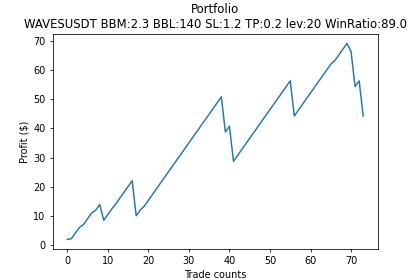 Portfolio
WAVESUSDT BBM:2.3 BBL:140 SL:1.2 TP:0.2 lev:20 WinRatio:89.0
70
60
50
40
30
20
10
0
Profit ($)
0 10 20 30 40 50 60 70
Trade counts